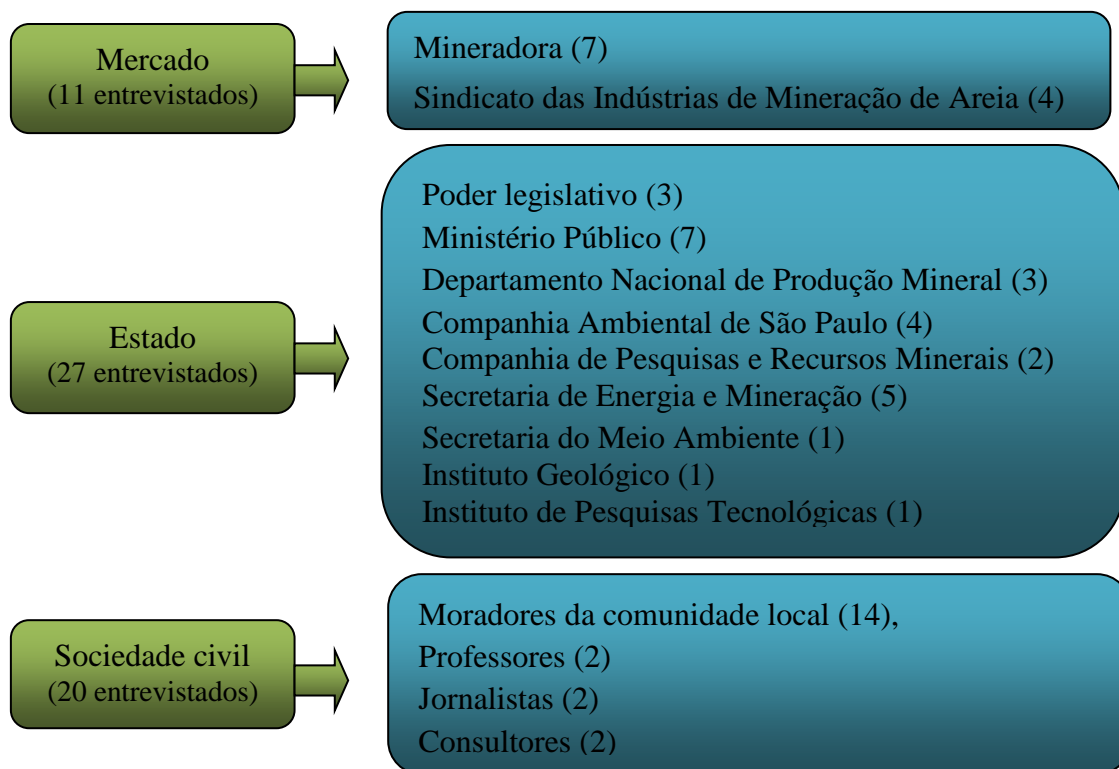 Mercado
(11 entrevistados)
Mineradora (7)
Sindicato das Indústrias de Mineração de Areia (4)
Estado
(27 entrevistados)
Poder legislativo (3)
Ministério Público (7)
Departamento Nacional de Produção Mineral (3)
Companhia Ambiental de São Paulo (4)
Companhia de Pesquisas e Recursos Minerais (2)
Secretaria de Energia e Mineração (5)
Secretaria do Meio Ambiente (1)
Instituto Geológico (1)
Instituto de Pesquisas Tecnológicas (1)
Sociedade civil
(20 entrevistados)
Moradores da comunidade local (14),
Professores (2)
Jornalistas (2)
Consultores (2)